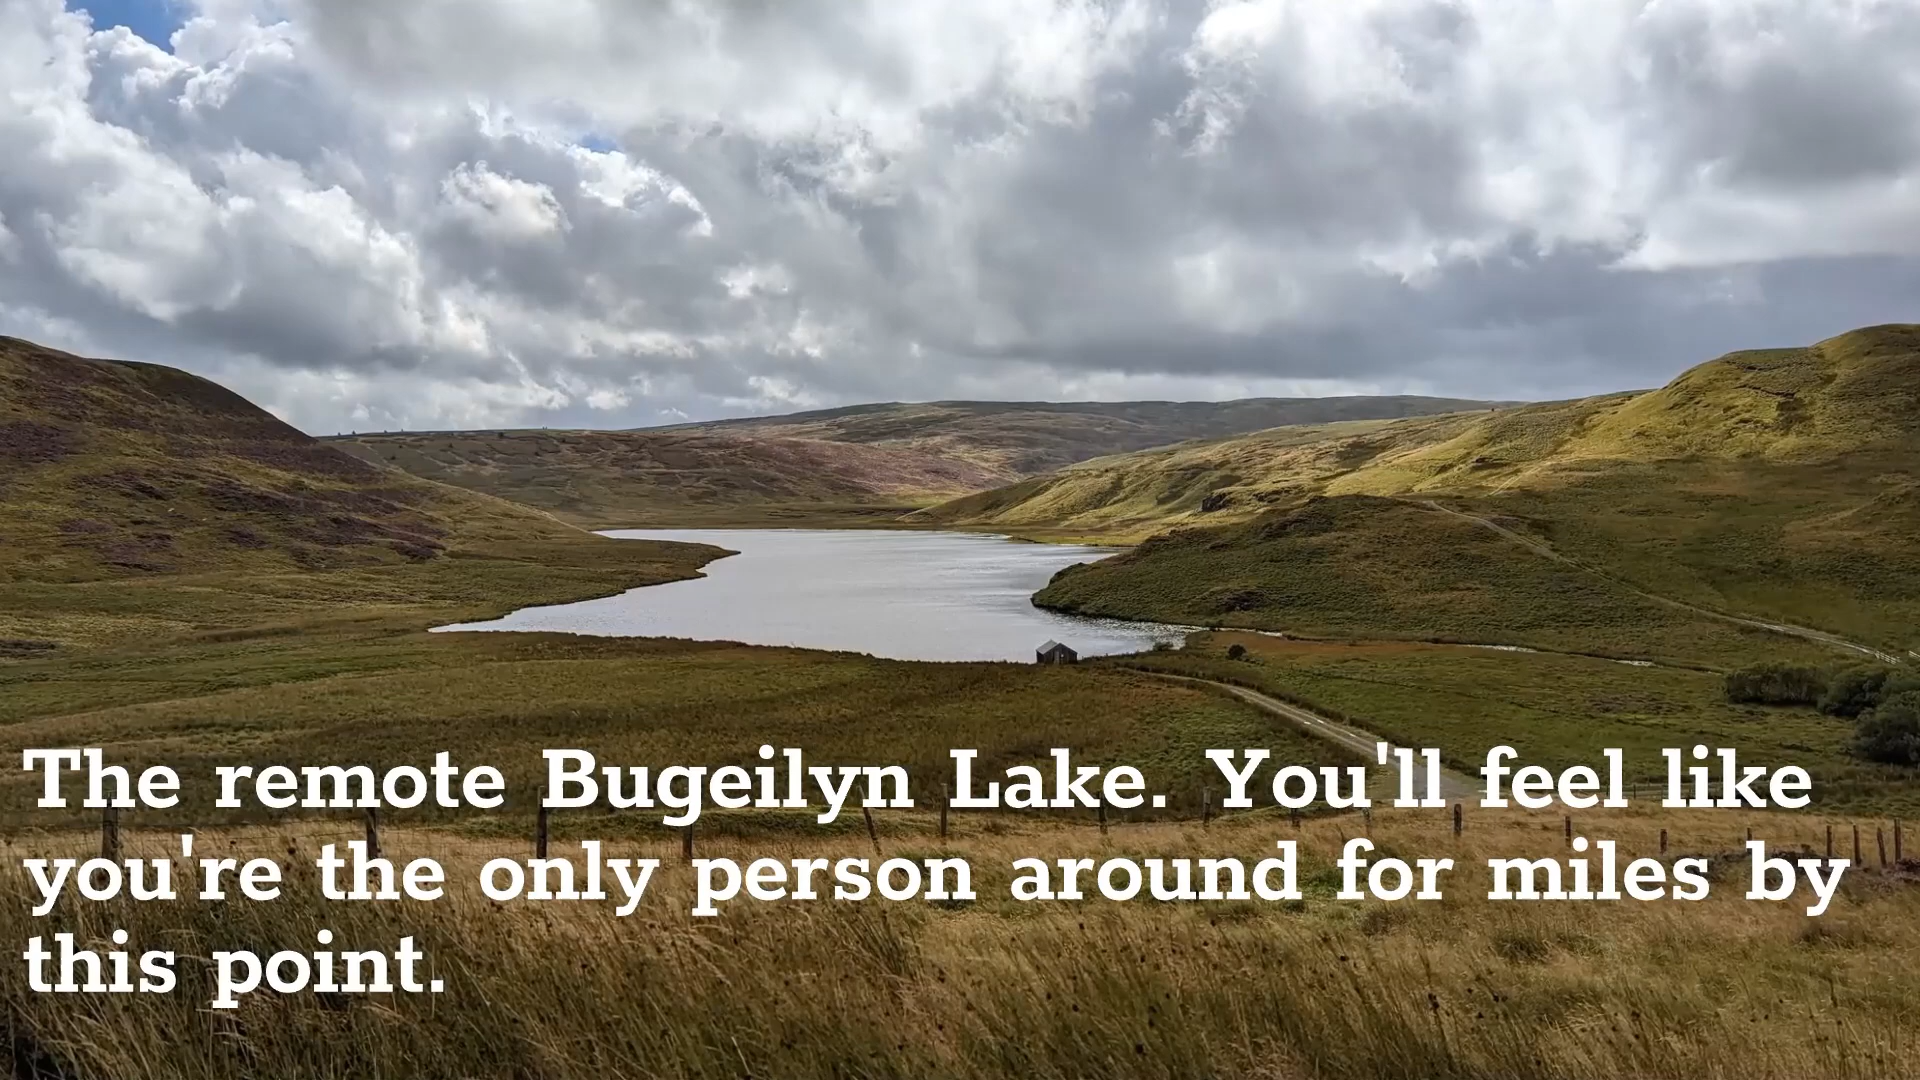 The remote Bugeilyn Lake. You'll feel like
you're the only person around for miles by
this point.